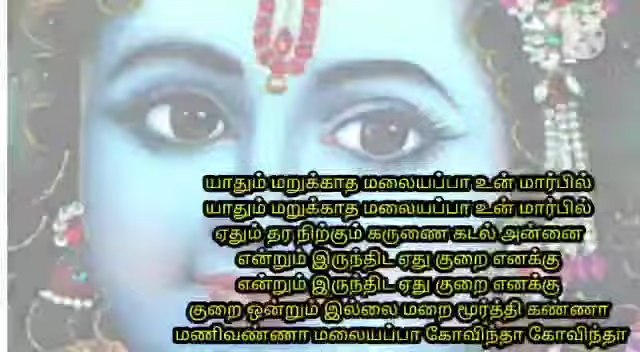 யாதும் மறுக்காத மலையப்பா உன் மார்பில்
யாதும் மறுக்காத மலையப்பா உன் மார்பில்
ஏதும் தர நிற்கும் கருணை கடல் அன்னை
என்றும் இருந்திட ஏது குறை எனக்கு
என்றும் இருந்திட ஏது குறை எனக்கு
குறை ஒன்றும் இல்லை மறை மூர்த்தி கண்ணா
மணிவண்ணா மலையப்பா கோவிந்தா கோவிந்தா